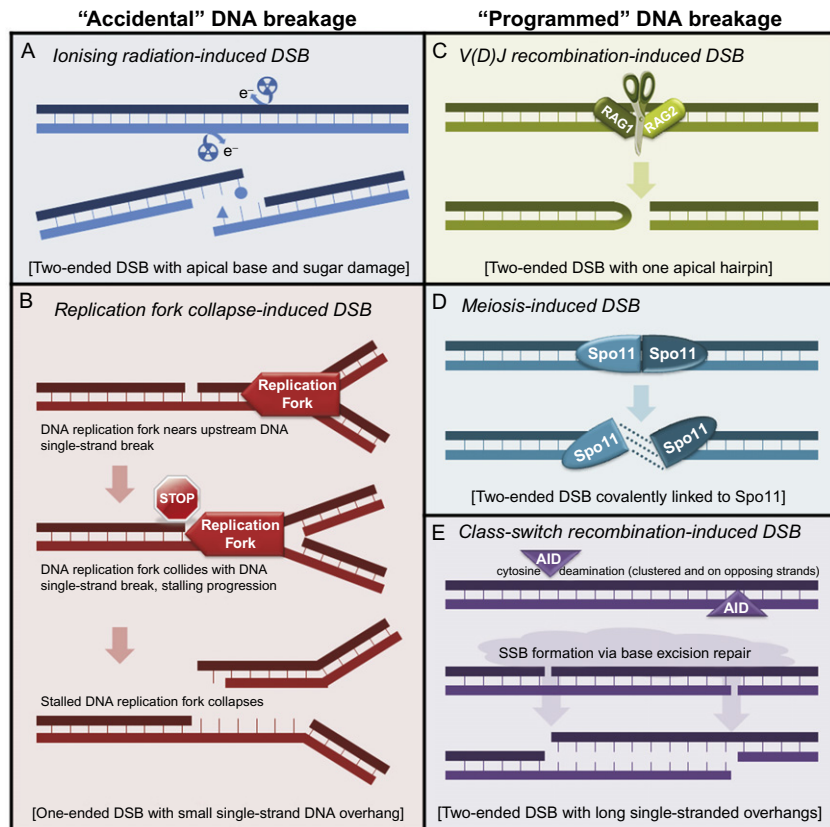 “Accidental” DNA breakage
A
Ionising radiation-induced DSB
e–
e–
[Two-ended DSB with apical base and sugar damage]
B
Replication fork collapse-induced DSB
Replication
Fork
DNA replication fork nears upstream DNA
single-strand break
STOP
Replication
Fork
DNA replication fork collides with DNA
single-strand break, stalling progression
Stalled DNA replication fork collapses
[One-ended DSB with small single-strand DNA overhang]
“Programmed” DNA breakage
C
V(D)J recombination-induced DSB
RAG1
RAG2
[Two-ended DSB with one apical hairpin]
D
Meiosis-induced DSB
Spo11 Spo11
Spo11 Spo11
[Two-ended DSB covalently linked to Spo11]
E
Class-switch recombination-induced DSB
AID
cytosine deamination (clustered and on opposing strands)
AID
SSB formation via base excision repair
[Two-ended DSB with long single-stranded overhangs]